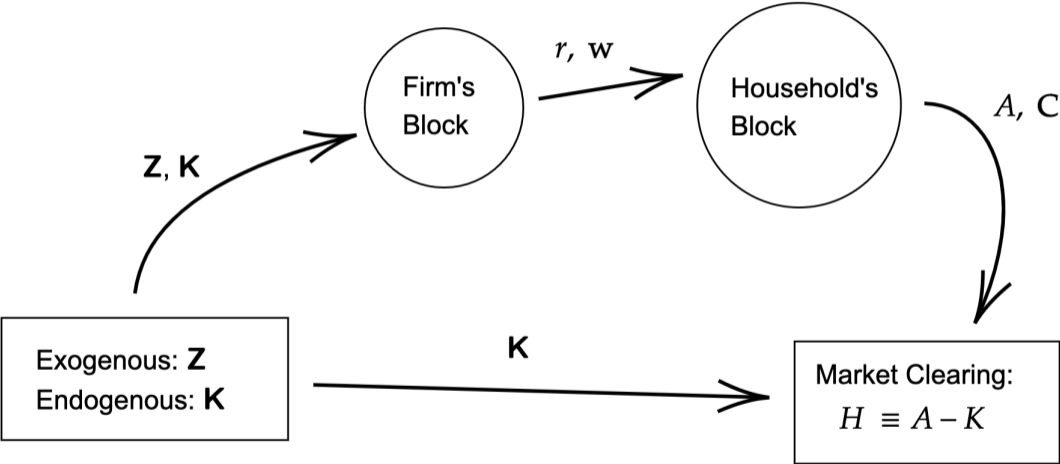 Firm's
Block
r, w
Household's
Block
A, C
Z, K
Exogenous: Z
Endogenous: K
K
Market Clearing:
H ≡ A – K